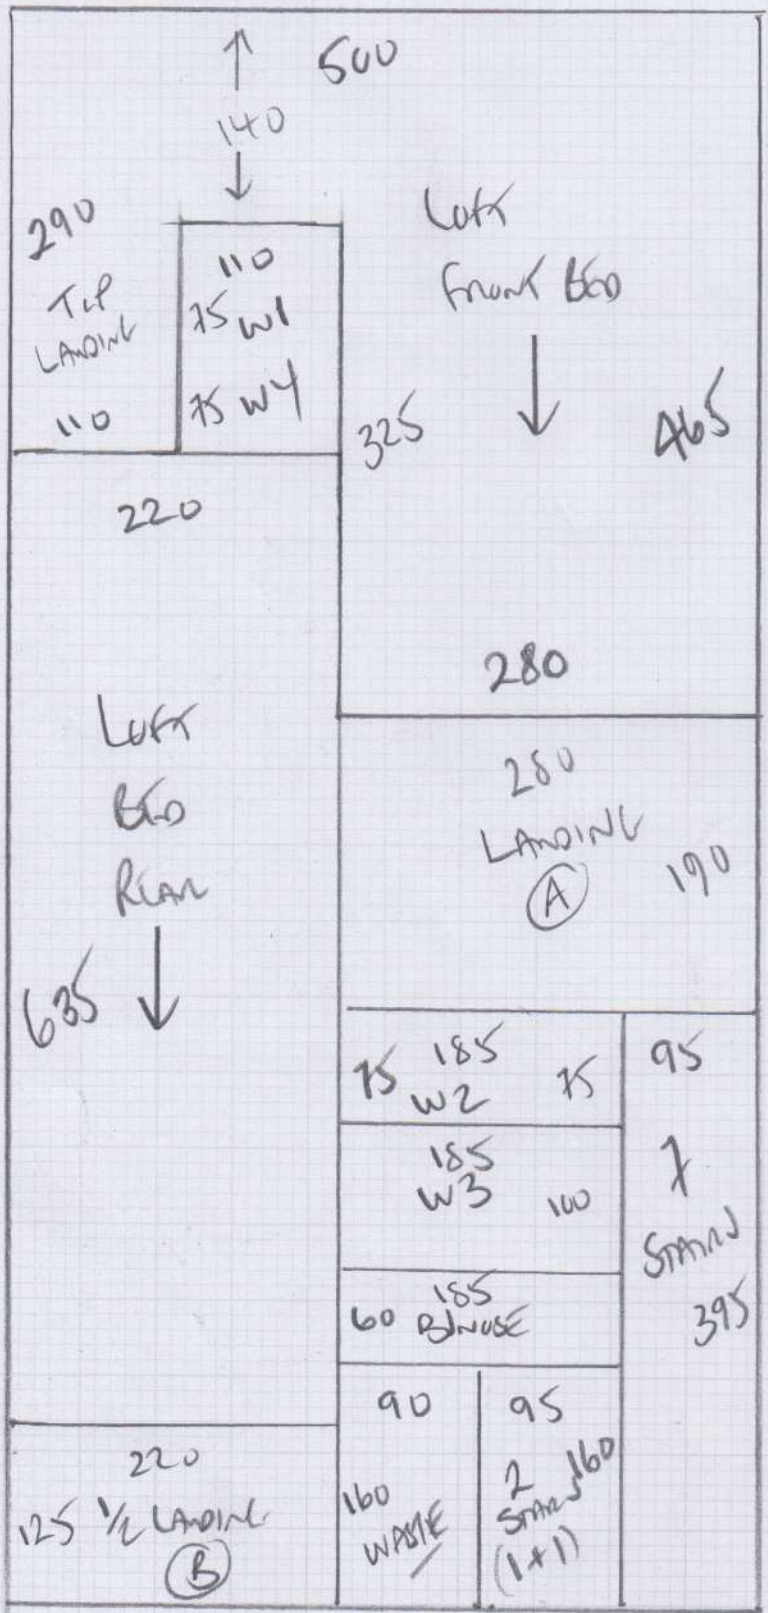 500
140
290
TOP
LANDING
110
110
75 W1
75 W4
LOFT
FRONT BED
325
465
280
220
LOFT
BED
REAR
635
280
LANDING
A
190
75 185 75
W2
185
W3 100
185
60 B/NOSE
95
7
STAIRS
395
90
160
WASTE
95
2 160
STAIRS
(1+1)
220
125 1/2 LANDING
B